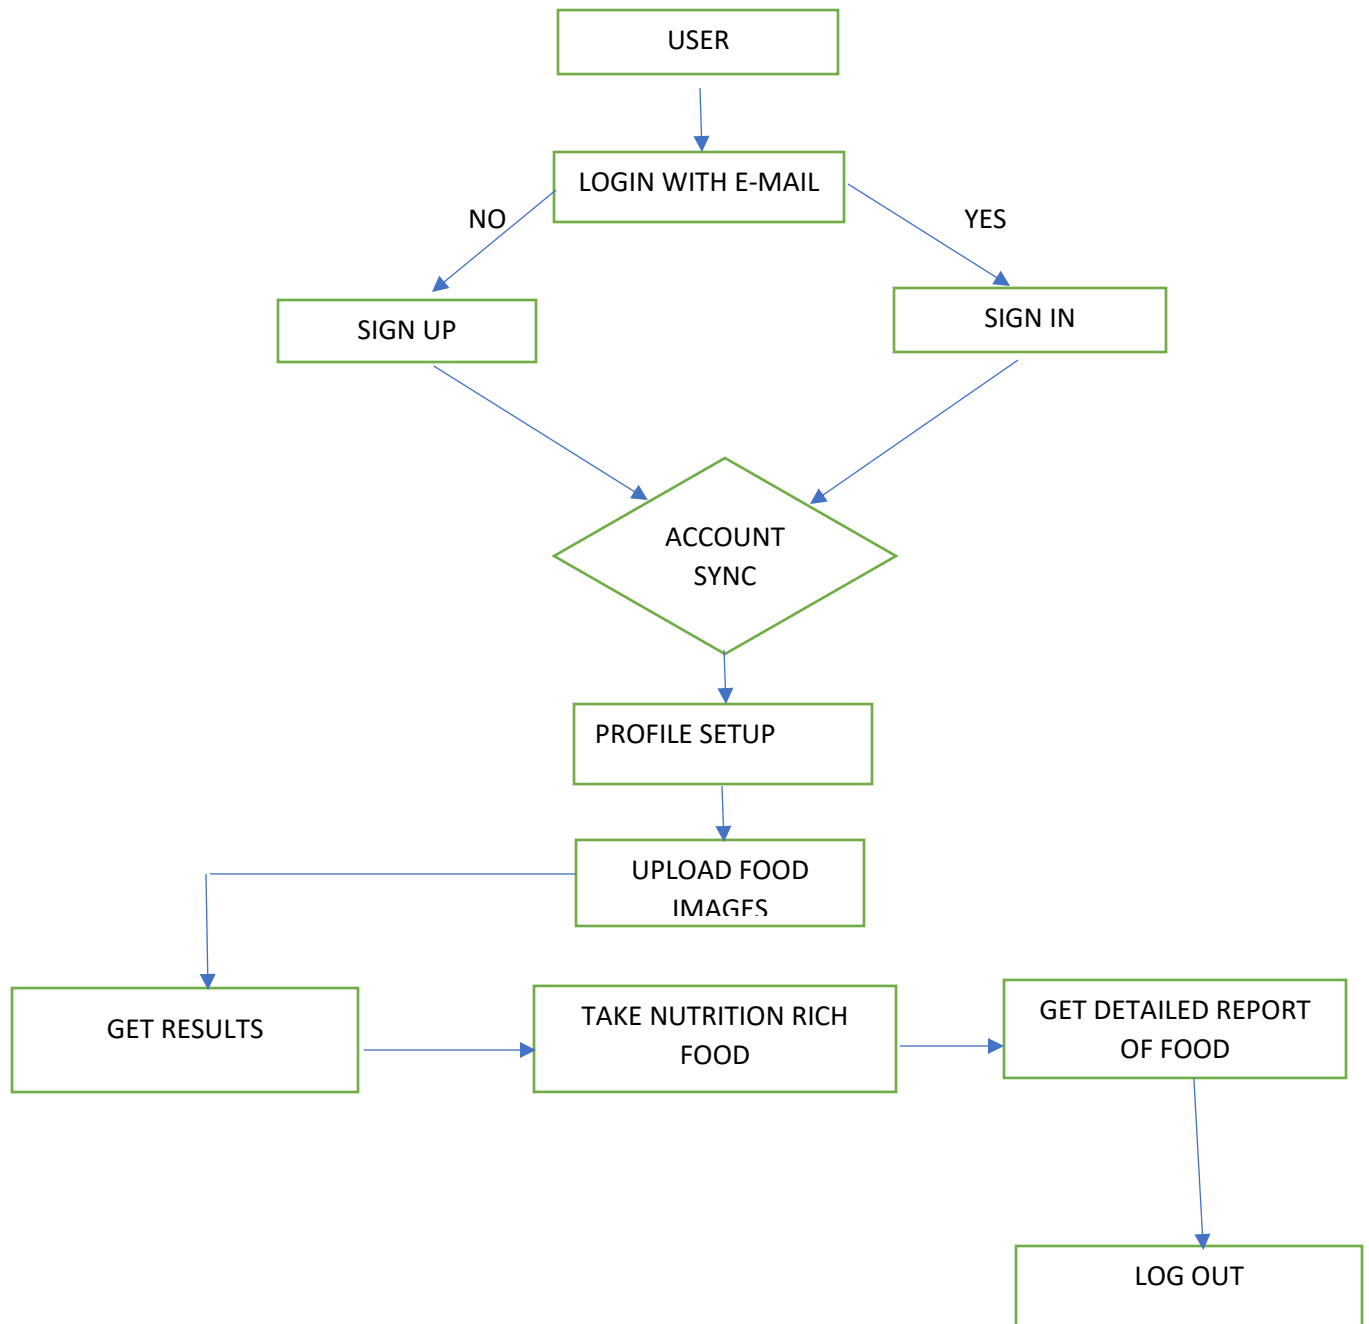 USER
LOGIN WITH E-MAIL
NO
YES
SIGN UP
SIGN IN
ACCOUNT
SYNC
PROFILE SETUP
UPLOAD FOOD
IMAGES
GET RESULTS
TAKE NUTRITION RICH
FOOD
GET DETAILED REPORT
OF FOOD
LOG OUT